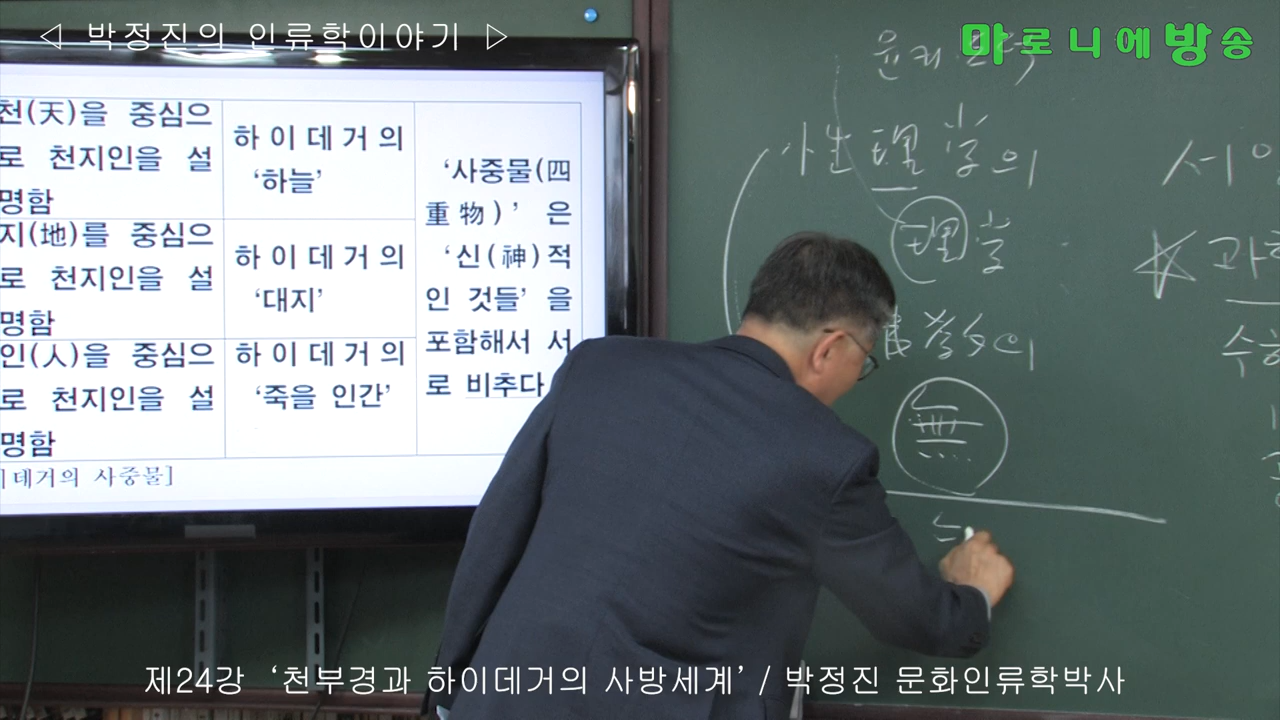 ◁ 박정진의 인류학이야기 ▷
마로니에방송
천(天)을 중심으
로 천지인을 설
명함
하이데거의
‘하늘’
지(地)를 중심으
로 천지인을 설
명함
하이데거의
‘대지’
인(人)을 중심으
로 천지인을 설
명함
하이데거의
‘죽을 인간’
‘사중물(四
重物)’ 은
‘신(神)적
인 것들’ 을
포함해서 서
로 비추다
데거의 사중물]
性理学의
理学
無
제24강 ‘천부경과 하이데거의 사방세계’ / 박정진 문화인류학박사